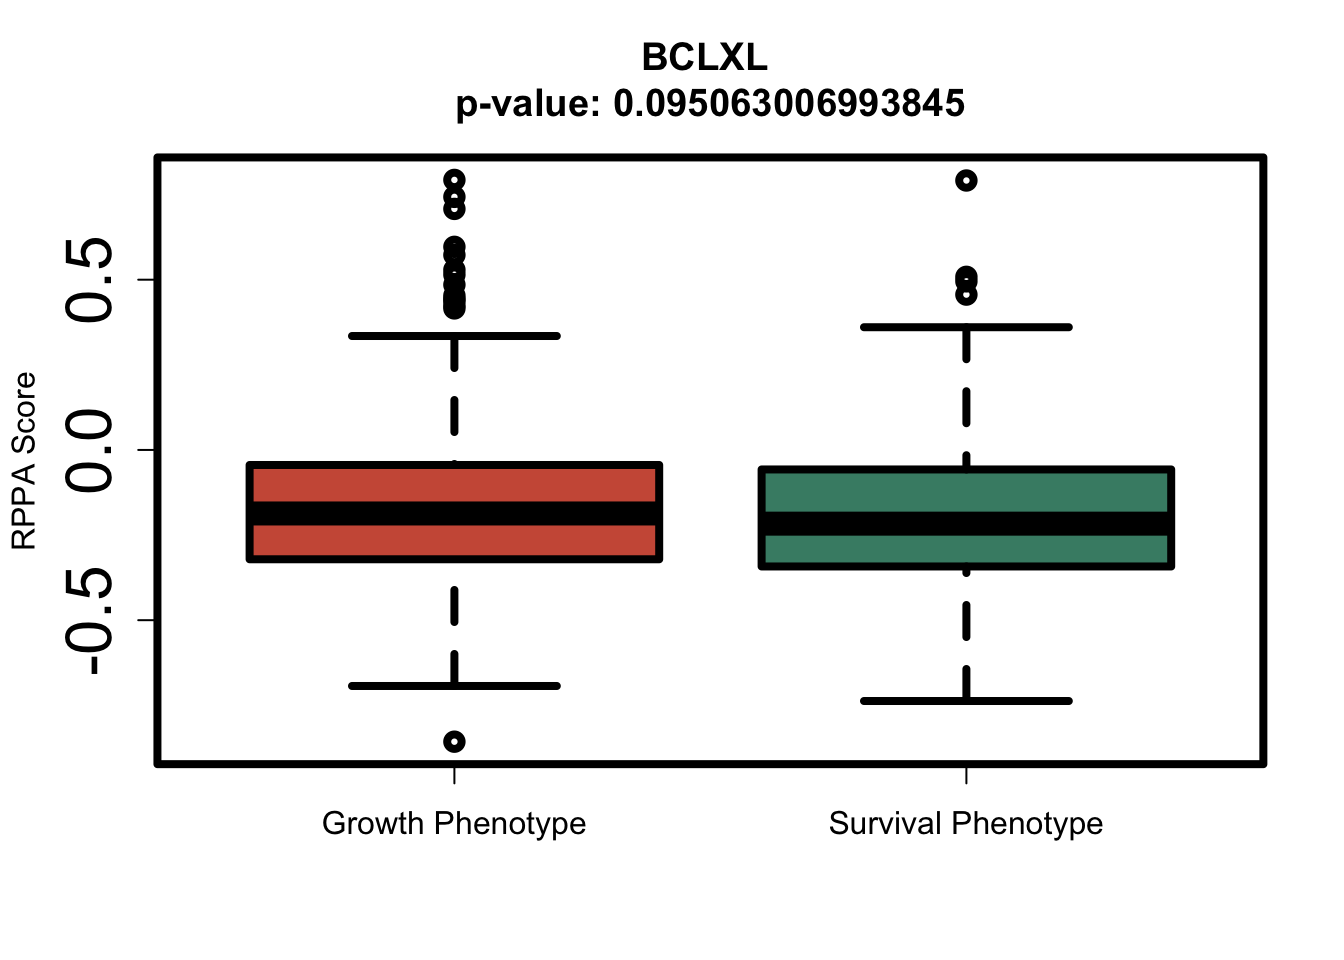 BCLXL
p-value: 0.095063006993845
RPPA Score
0.5
0.0
-0.5
Growth Phenotype
Survival Phenotype